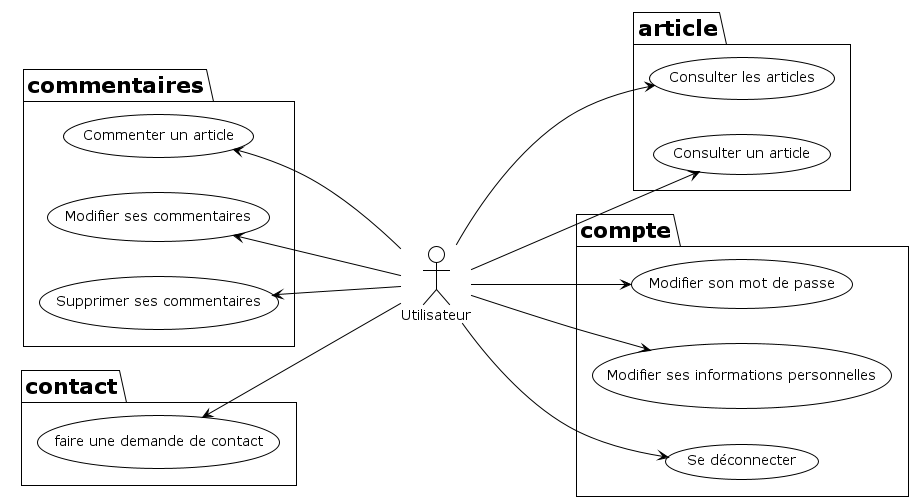 commentaires
Commenter un article
Modifier ses commentaires
Supprimer ses commentaires
contact
faire une demande de contact
Utilisateur
article
Consulter les articles
Consulter un article
compte
Modifier son mot de passe
Modifier ses informations personnelles
Se déconnecter